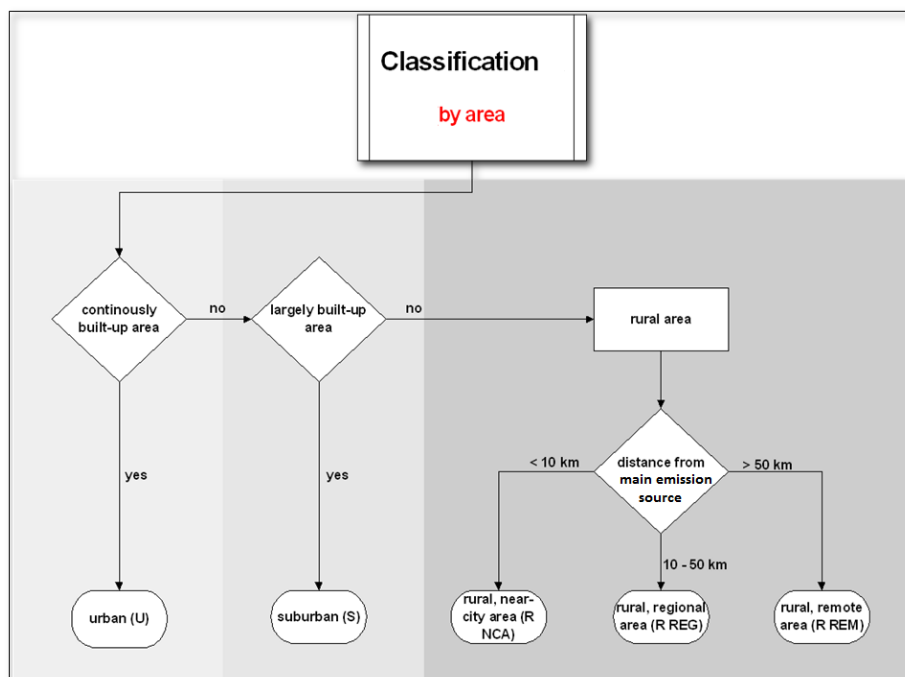 Classification
by area
continously
built-up area
no
largely built-up
area
no
rural area
yes
yes
< 10 km
distance from
main emission
source
> 50 km
10 - 50 km
urban (U)
suburban (S)
rural, near-
city area (R
NCA)
rural, regional
area (R REG)
rural, remote
area (R REM)